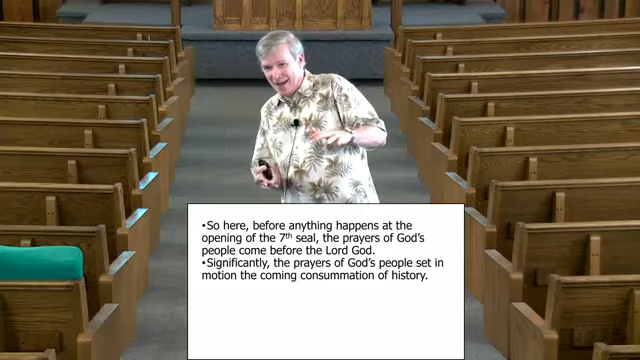 •So here, before anything happens at the
opening of the 7th seal, the prayers of God's
people come before the Lord God.
•Significantly, the prayers of God's people set in
motion the coming consummation of history.